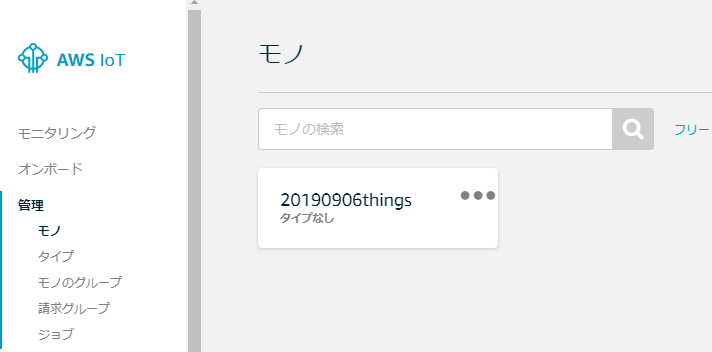 AWS IoT
モニタリング
オンボード
管理
モノ
タイプ
モノのグループ
請求グループ
ジョブ
モノ
モノの検索
フリー
20190906things
タイプなし